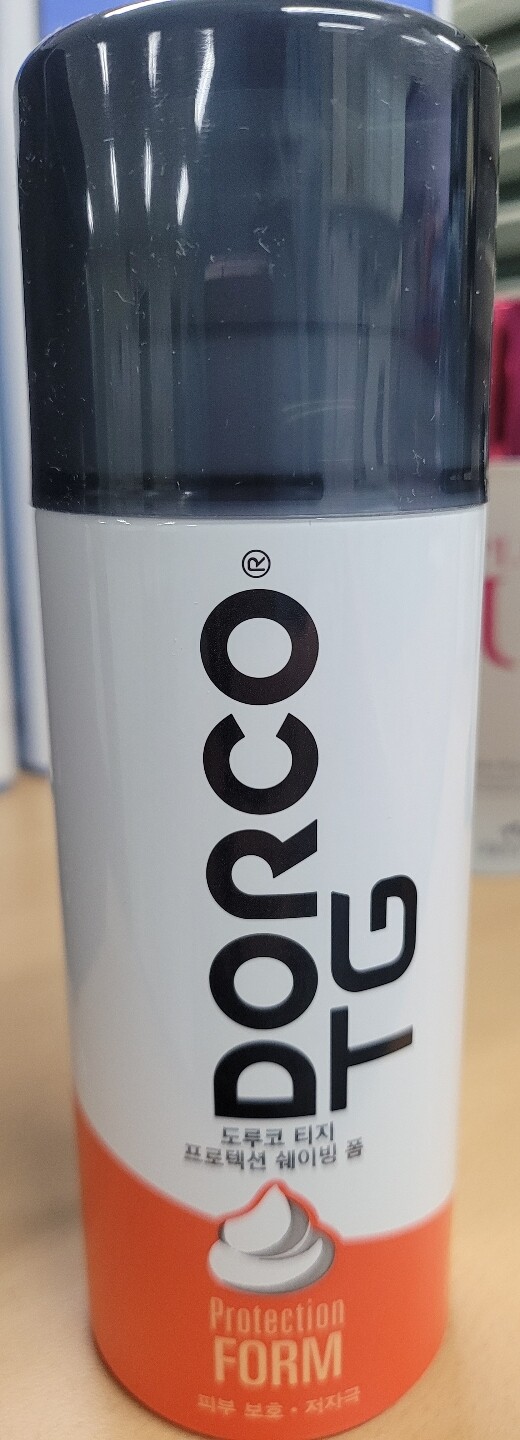 DORCO®
TG
도루코 티지
프로텍션 쉐이빙 폼
Protection
FORM
피부 보호 · 저자극